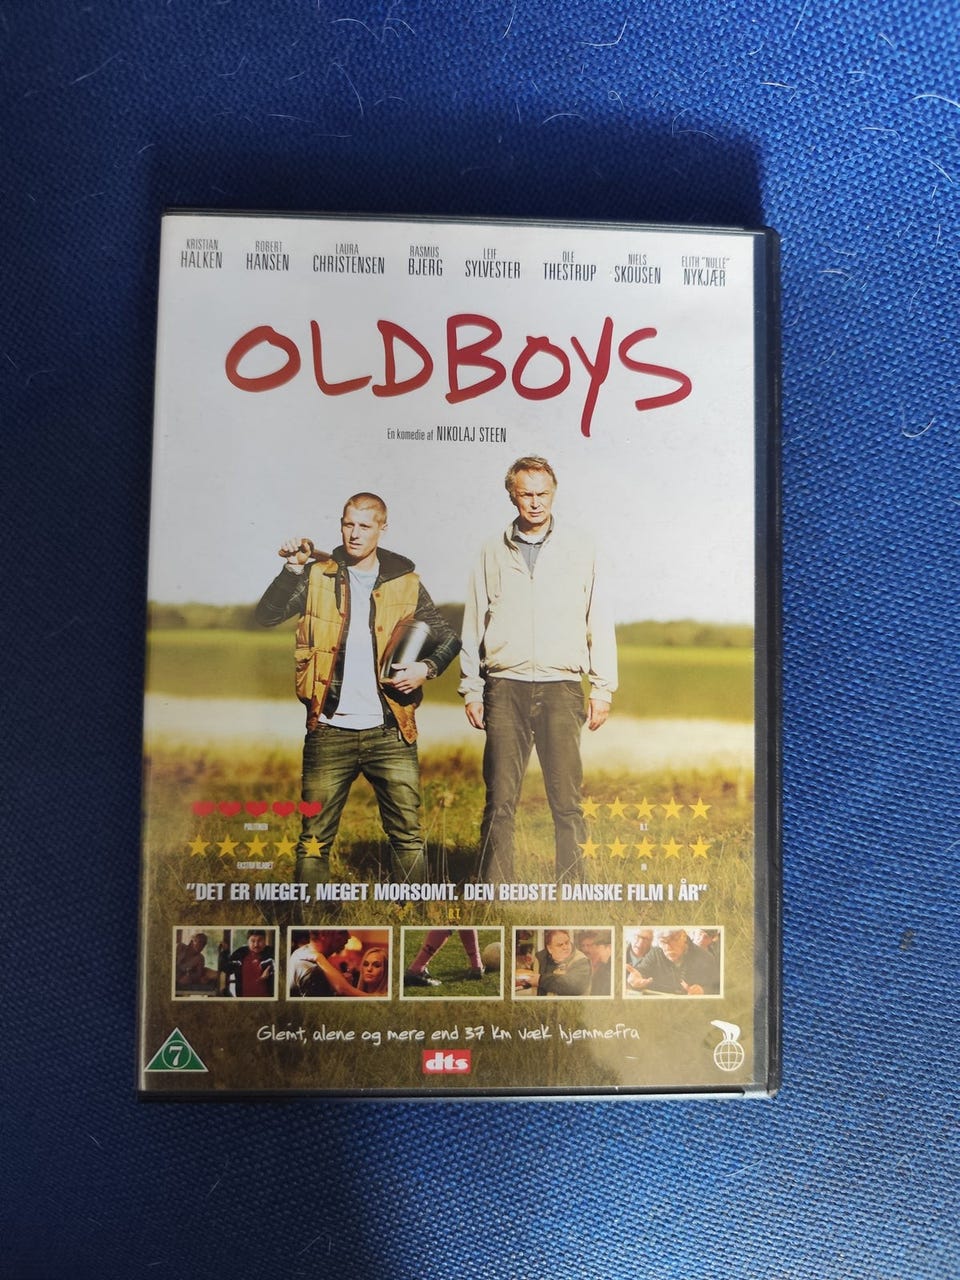 KRISTIAN HALKEN
ROBERT HANSEN
LAURA CHRISTENSEN
RASMUS BJERG
LEIF SYLVESTER
OLE THESTRUP
NIELS SKOUSEN
ELITH "NULLE" NYKJÆR
OLDBOYS
En komedie af NIKOLAJ STEEN
POLITIKEN
B.T.
EKSTRA BLADET
"DET ER MEGET, MEGET MORSOMT. DEN BEDSTE DANSKE FILM I ÅR"
B.T.
Glemt, alene og mere end 37 km væk hjemmefra
7
dts